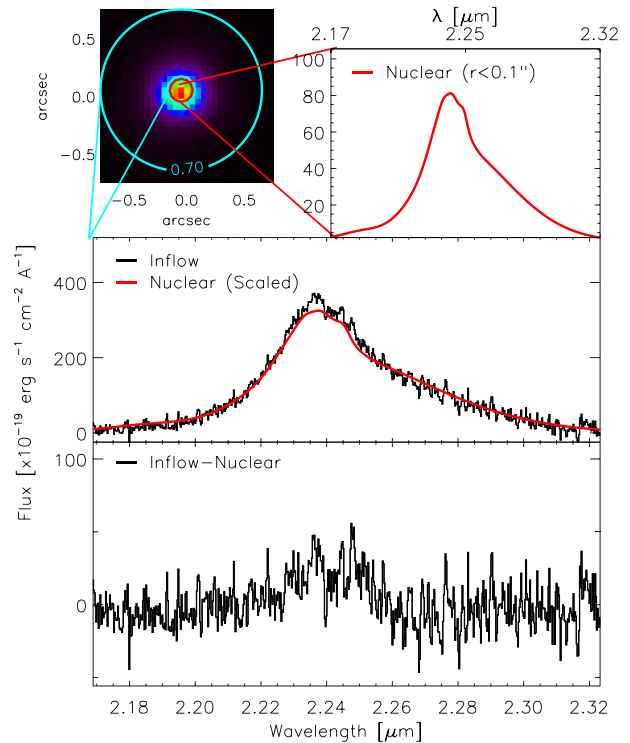 λ [μm]
2.17 2.25 2.32
0.5
0.0
−0.5
arcsec
0.70
−0.5 0.0 0.5
arcsec
100
80
60
40
20
Nuclear (r<0.1")
Inflow
Nuclear (Scaled)
400
200
0
Flux [x10⁻¹⁹ erg s⁻¹ cm⁻² A⁻¹]
Inflow−Nuclear
100
0
2.18 2.20 2.22 2.24 2.26 2.28 2.30 2.32
Wavelength [μm]